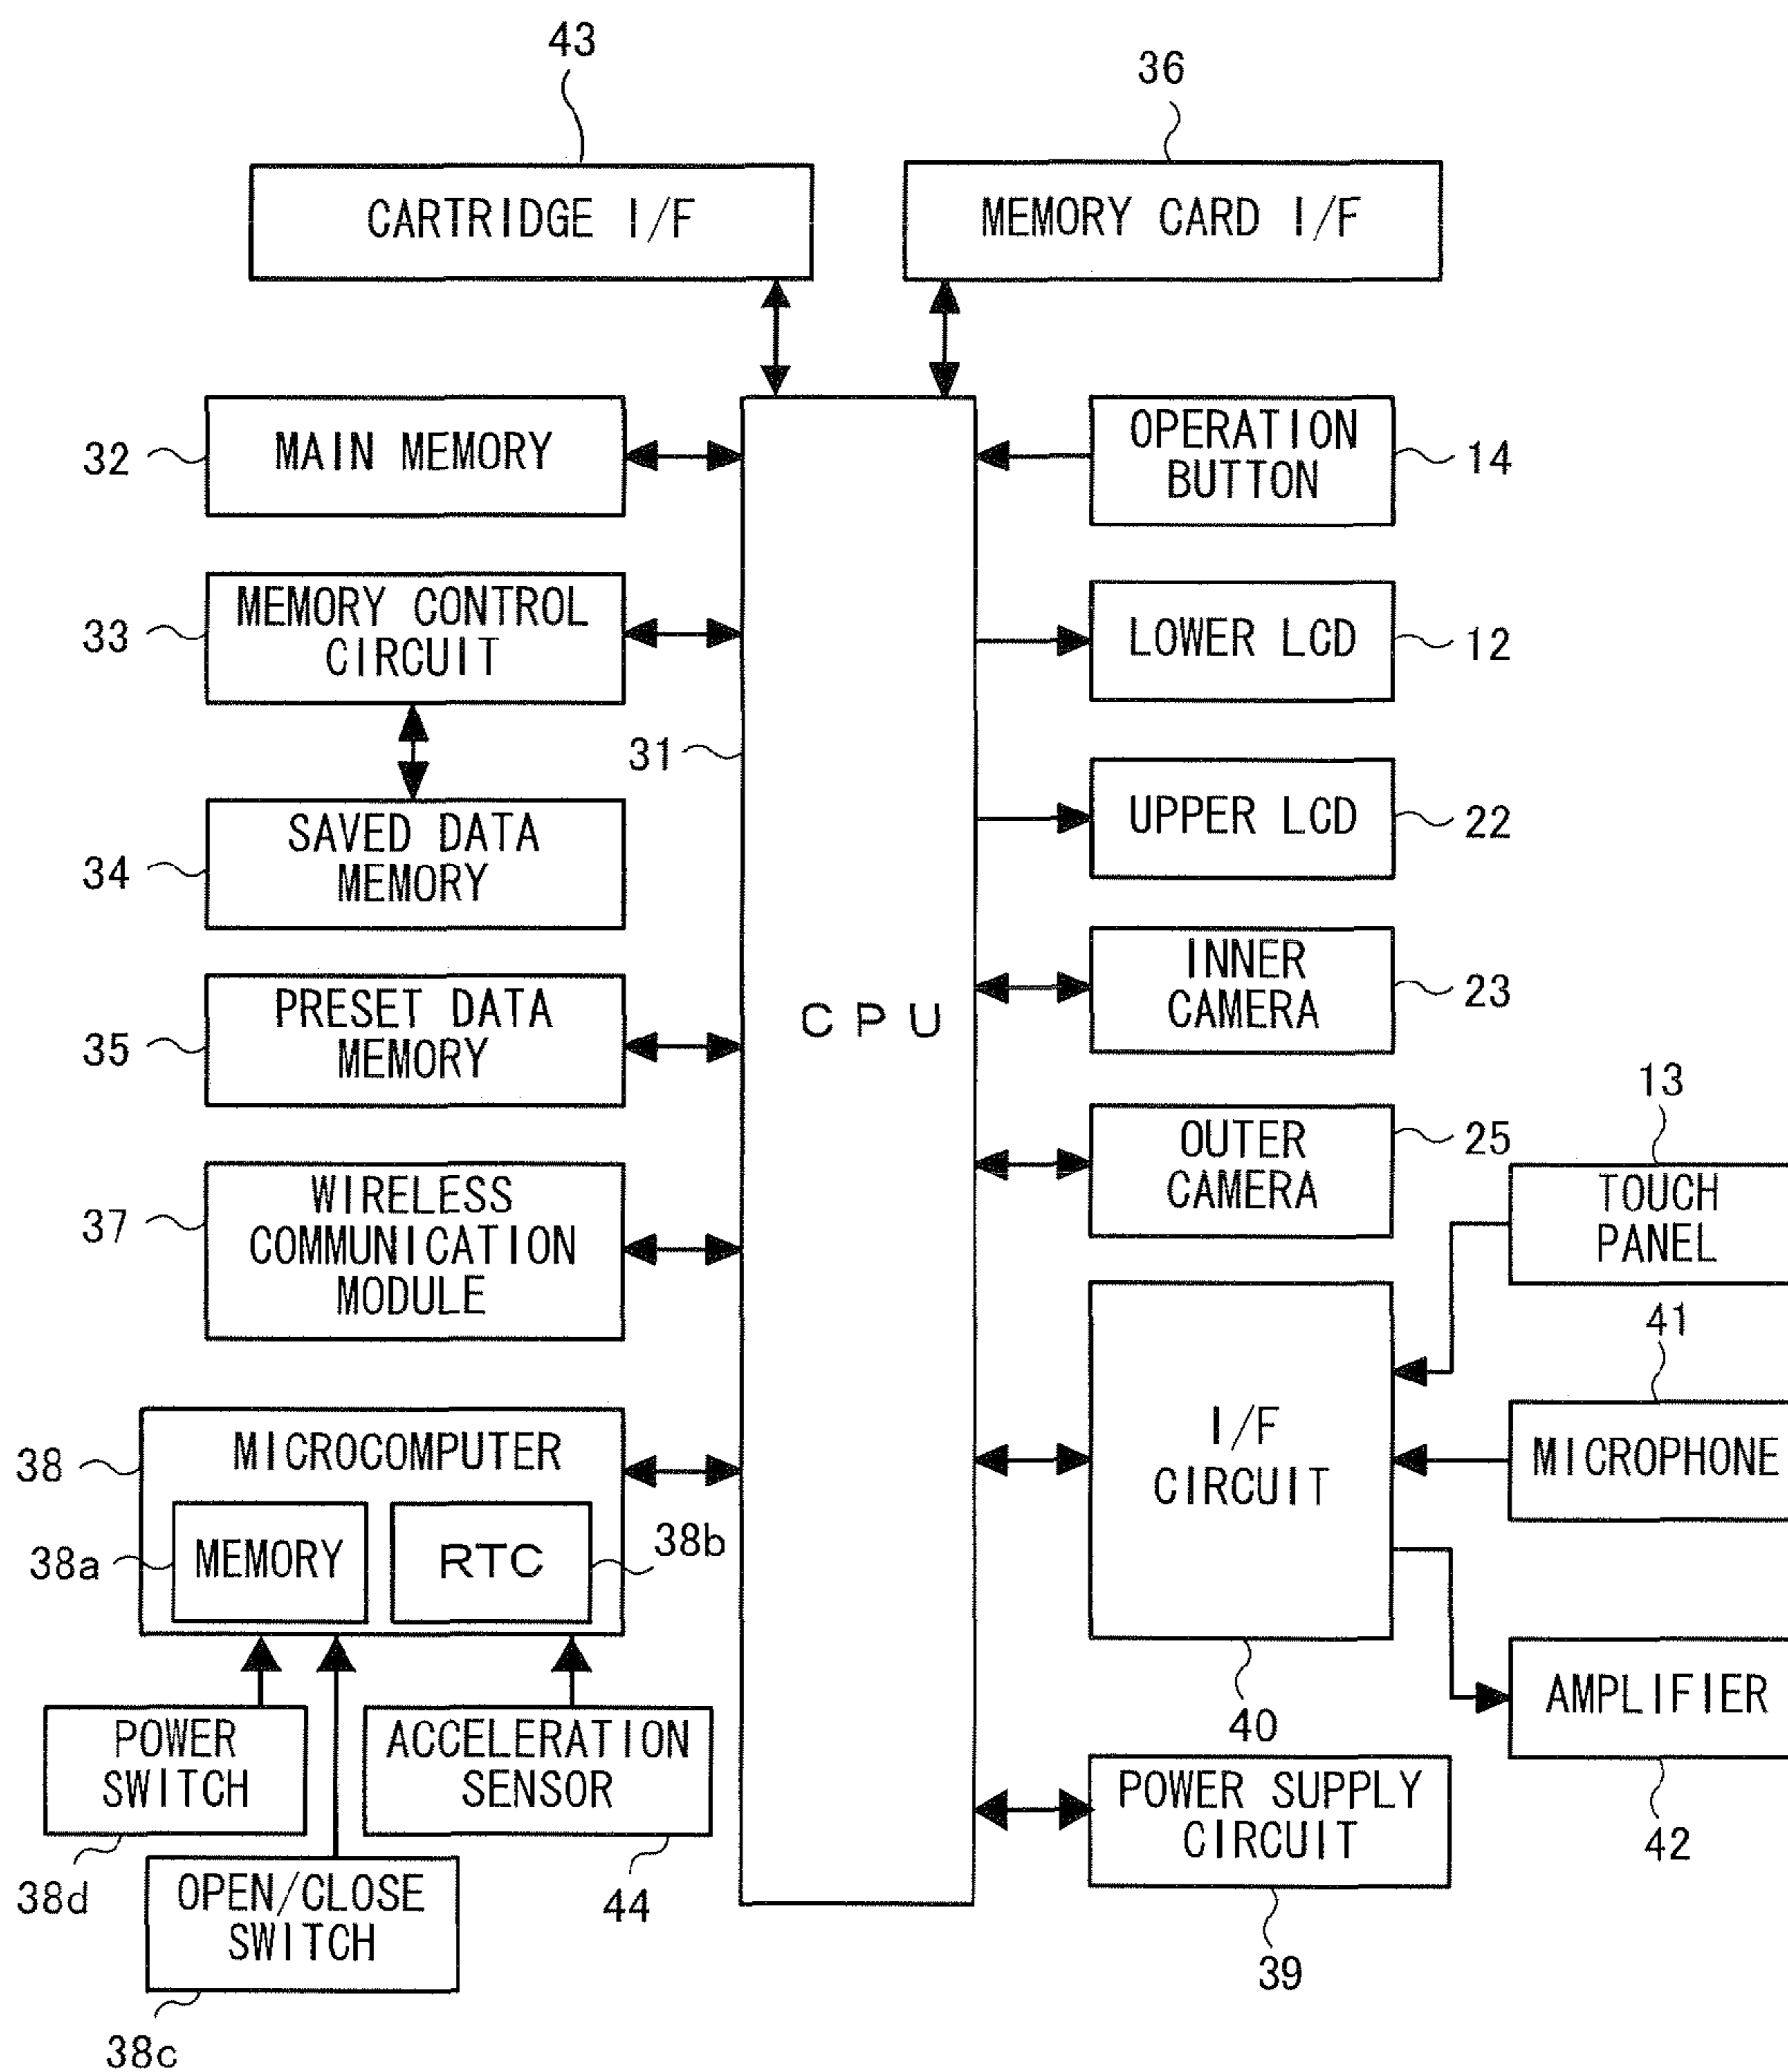 43
36
CARTRIDGE I/F
MEMORY CARD I/F
32
MAIN MEMORY
OPERATION
BUTTON
14
33
MEMORY CONTROL
CIRCUIT
LOWER LCD
12
31
34
SAVED DATA
MEMORY
UPPER LCD
22
35
PRESET DATA
MEMORY
CPU
INNER
CAMERA
23
37
WIRELESS
COMMUNICATION
MODULE
OUTER
CAMERA
25
13
TOUCH
PANEL
38
MICROCOMPUTER
38a
MEMORY
RTC
38b
I/F
CIRCUIT
40
41
MICROPHONE
AMPLIFIER
42
POWER
SWITCH
38d
ACCELERATION
SENSOR
44
OPEN/CLOSE
SWITCH
38c
POWER SUPPLY
CIRCUIT
39